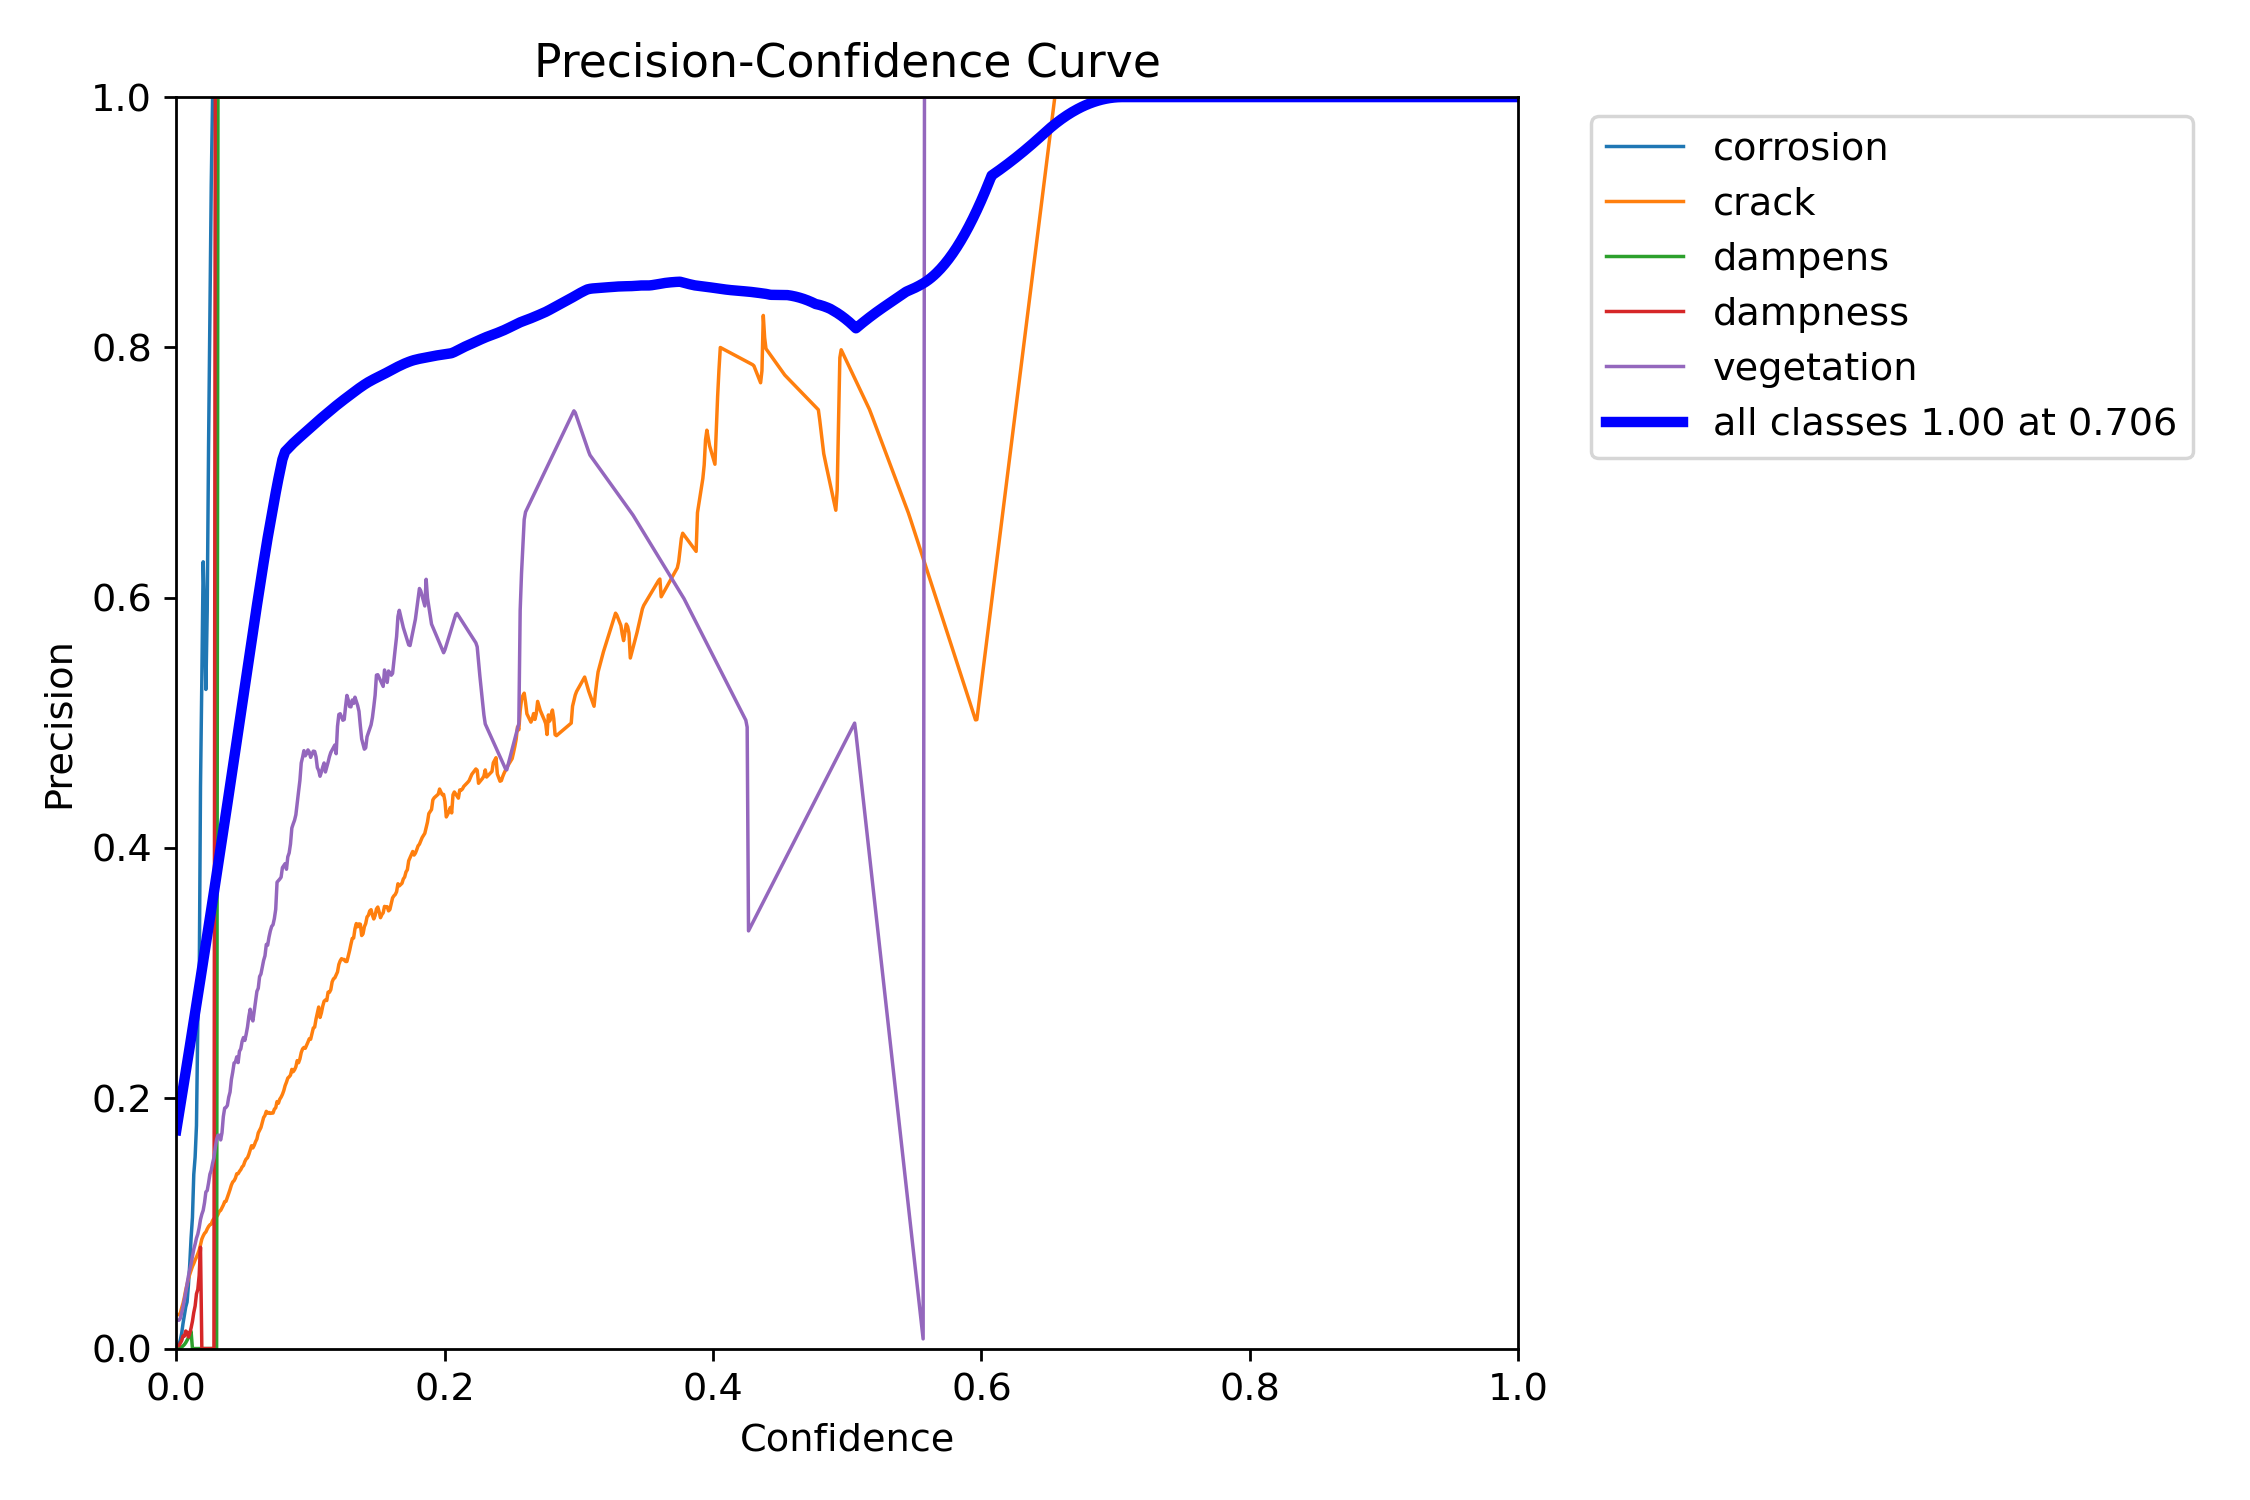 Precision-Confidence Curve
1.0
0.8
0.6
0.4
0.2
0.0
Precision
0.0 0.2 0.4 0.6 0.8 1.0
Confidence
corrosion
crack
dampens
dampness
vegetation
all classes 1.00 at 0.706